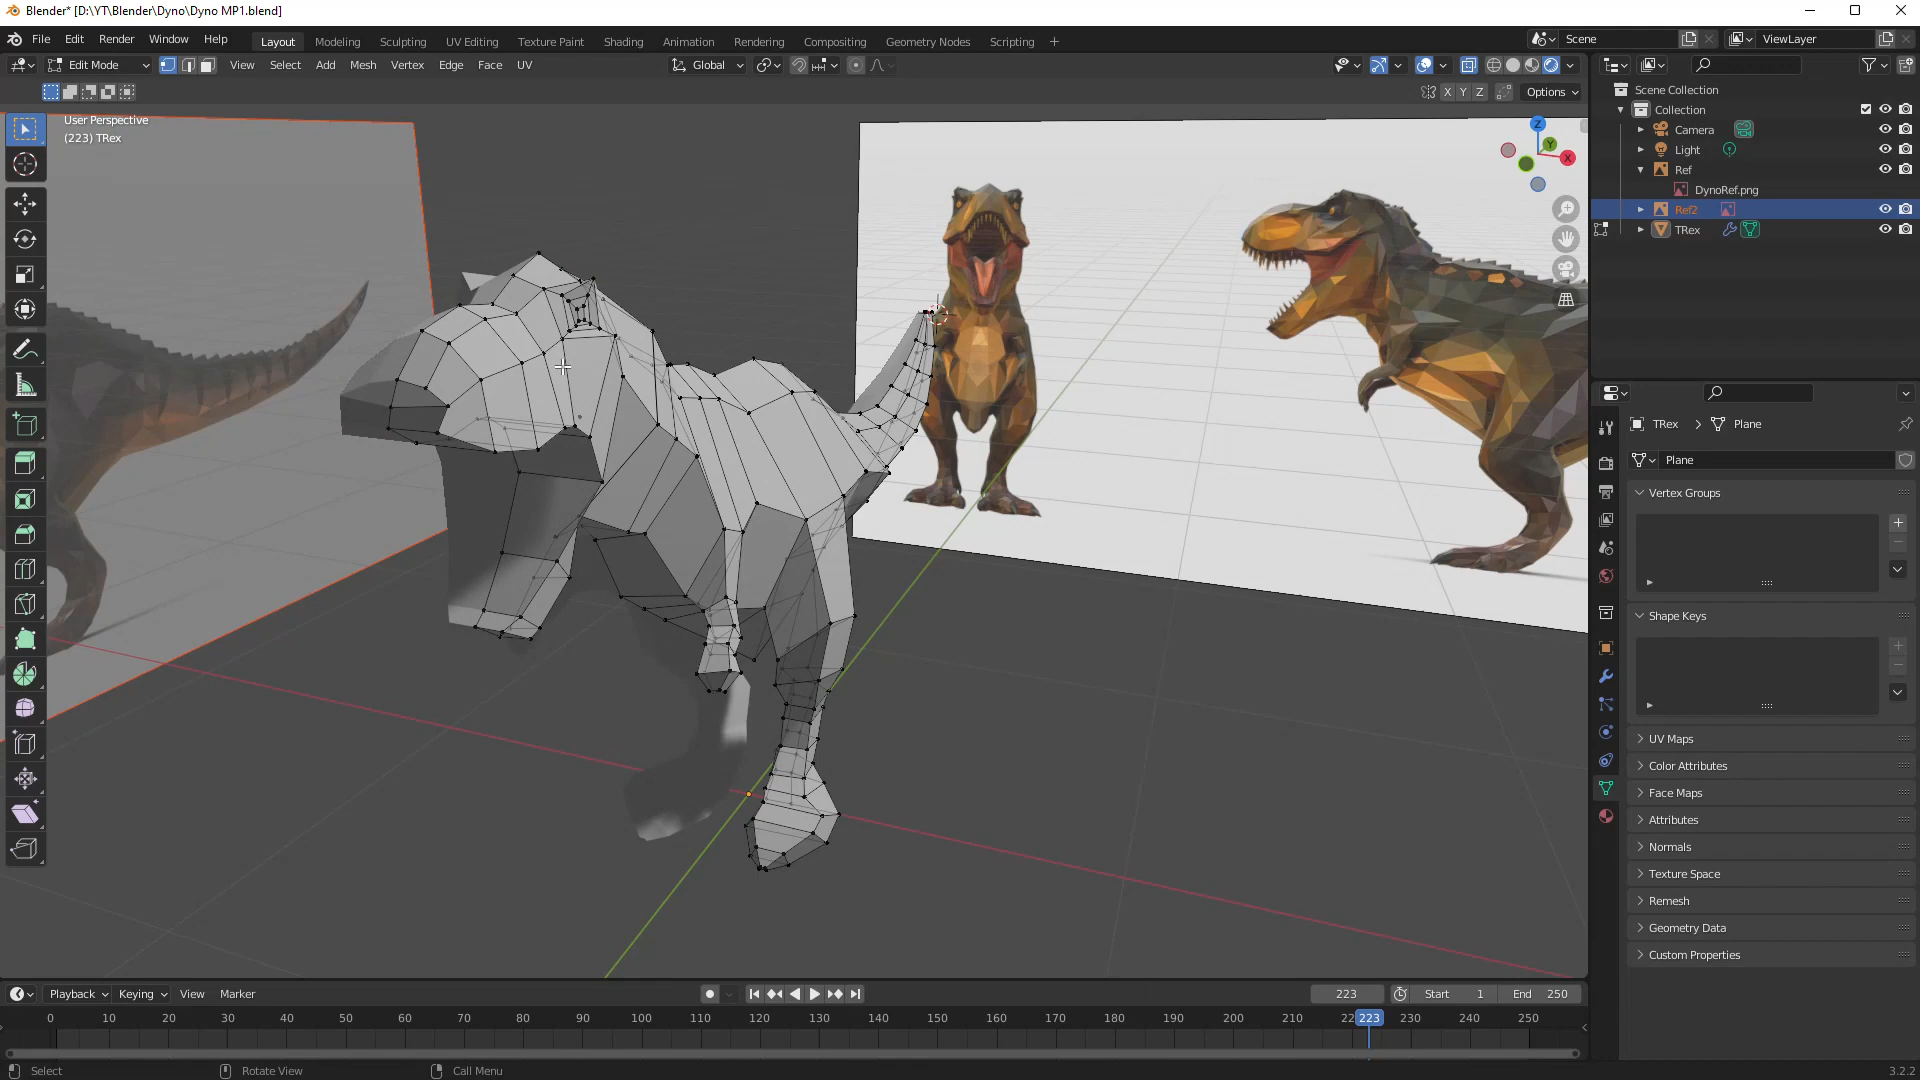 Blender* [D:\YT\Blender\Dyno\Dyno MP1.blend]
File Edit Render Window Help Layout Modeling Sculpting UV Editing Texture Paint Shading Animation Rendering Compositing Geometry Nodes Scripting + Scene ViewLayer
Edit Mode View Select Add Mesh Vertex Edge Face UV Global
X Y Z Options
User Perspective
(223) TRex
Z
Y
X
Scene Collection
Collection
Camera
Light
Ref
DynoRef.png
Ref2
TRex
TRex > Plane
Plane
Vertex Groups
Shape Keys
UV Maps
Color Attributes
Face Maps
Attributes
Normals
Texture Space
Remesh
Geometry Data
Custom Properties
Playback Keying View Marker 223 Start 1 End 250
0 10 20 30 40 50 60 70 80 90 100 110 120 130 140 150 160 170 180 190 200 210 22 223 230 240 250
Select Rotate View Call Menu 3.2.2